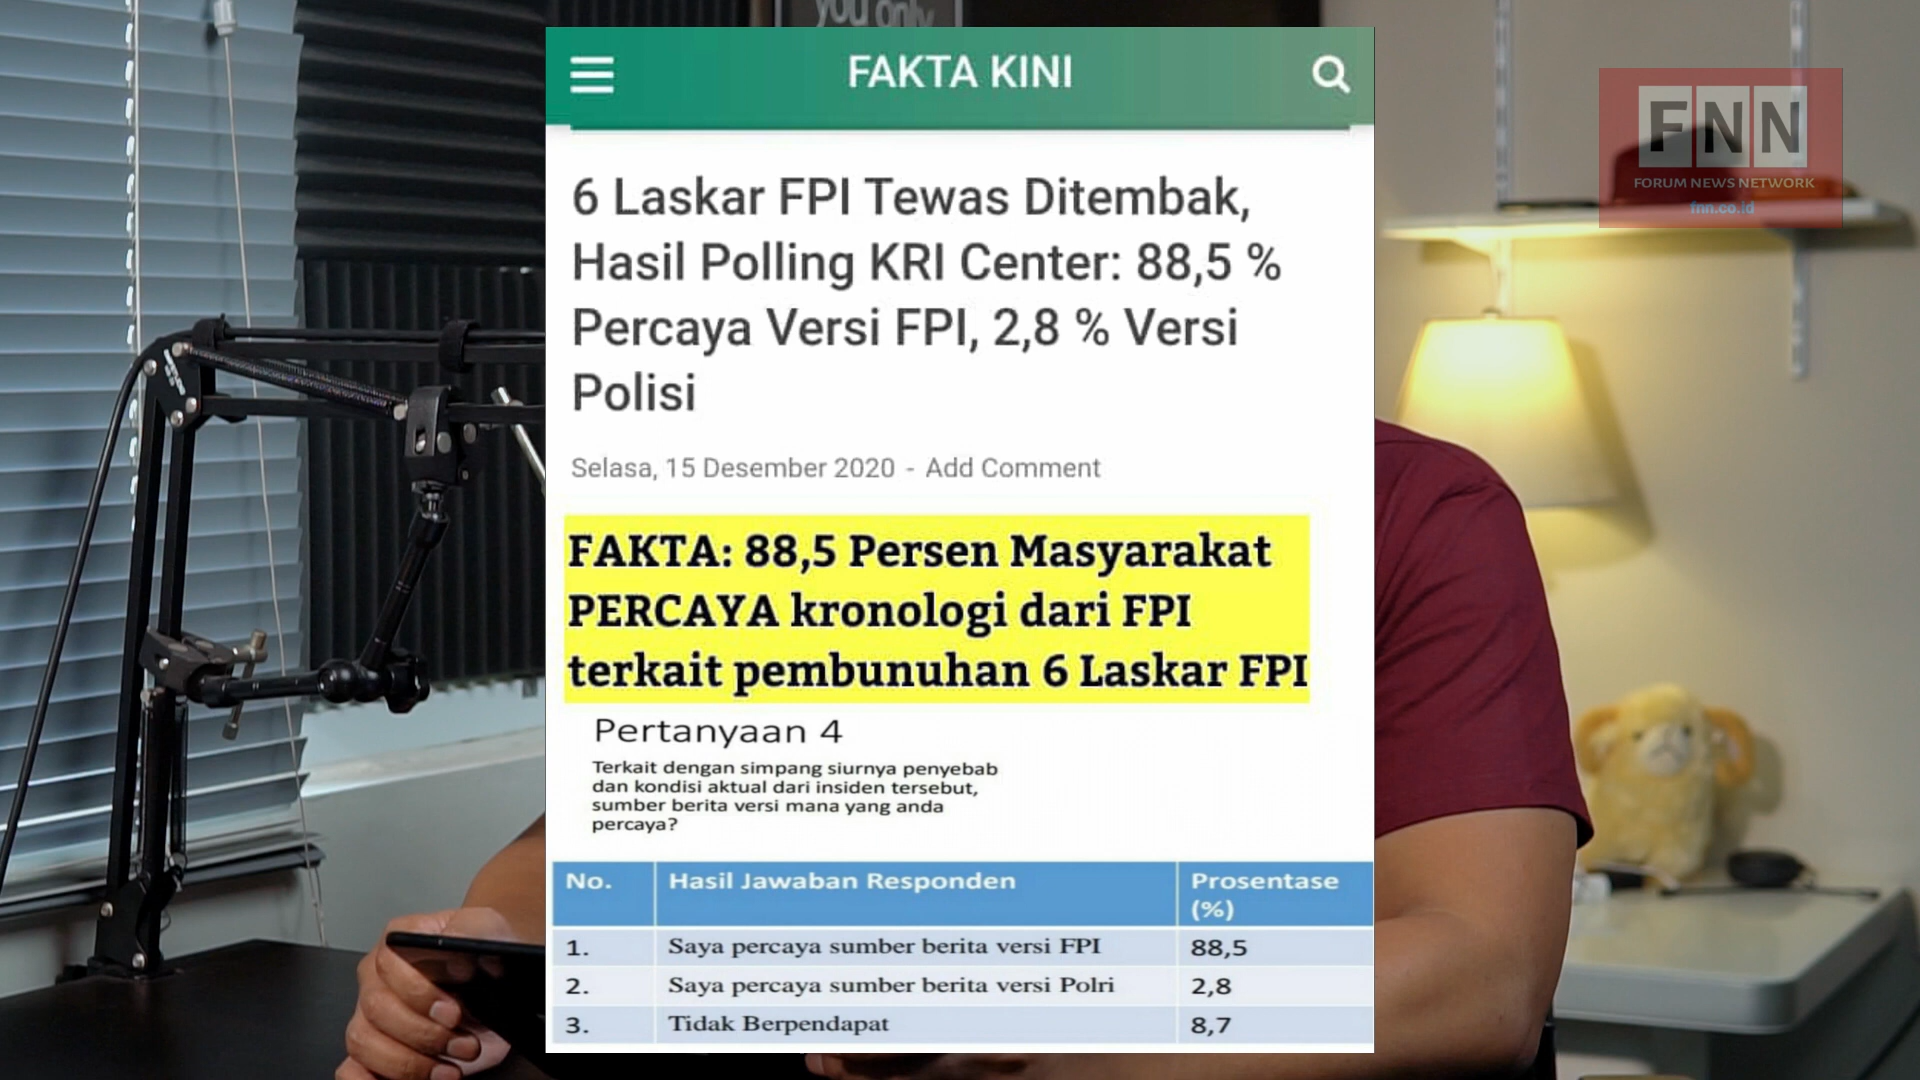 you only
FAKTA KINI
FNN
FORUM NEWS NETWORK
fnn.co.id
6 Laskar FPI Tewas Ditembak,
Hasil Polling KRI Center: 88,5 %
Percaya Versi FPI, 2,8 % Versi
Polisi
Selasa, 15 Desember 2020 - Add Comment
FAKTA: 88,5 Persen Masyarakat
PERCAYA kronologi dari FPI
terkait pembunuhan 6 Laskar FPI
Pertanyaan 4
Terkait dengan simpang siurnya penyebab
dan kondisi aktual dari insiden tersebut,
sumber berita versi mana yang anda
percaya?
No. Hasil Jawaban Responden Prosentase
(%)
1. Saya percaya sumber berita versi FPI 88,5
2. Saya percaya sumber berita versi Polri 2,8
3. Tidak Berpendapat 8,7